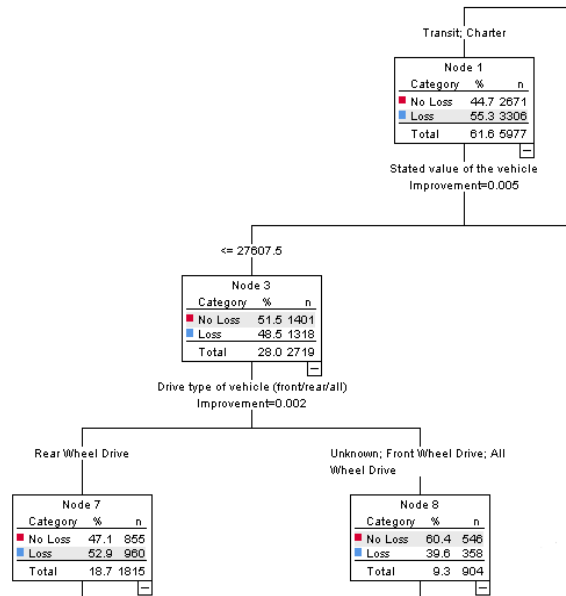 Transit; Charter
Node 1
Category % n
No Loss 44.7 2671
Loss 55.3 3306
Total 61.6 5977
Stated value of the vehicle
Improvement=0.005
<= 27607.5
Node 3
Category % n
No Loss 51.5 1401
Loss 48.5 1318
Total 28.0 2719
Drive type of vehicle (front/rear/all)
Improvement=0.002
Rear Wheel Drive
Unknown; Front Wheel Drive; All
Wheel Drive
Node 7
Category % n
No Loss 47.1 855
Loss 52.9 960
Total 18.7 1815
Node 8
Category % n
No Loss 60.4 546
Loss 39.6 358
Total 9.3 904